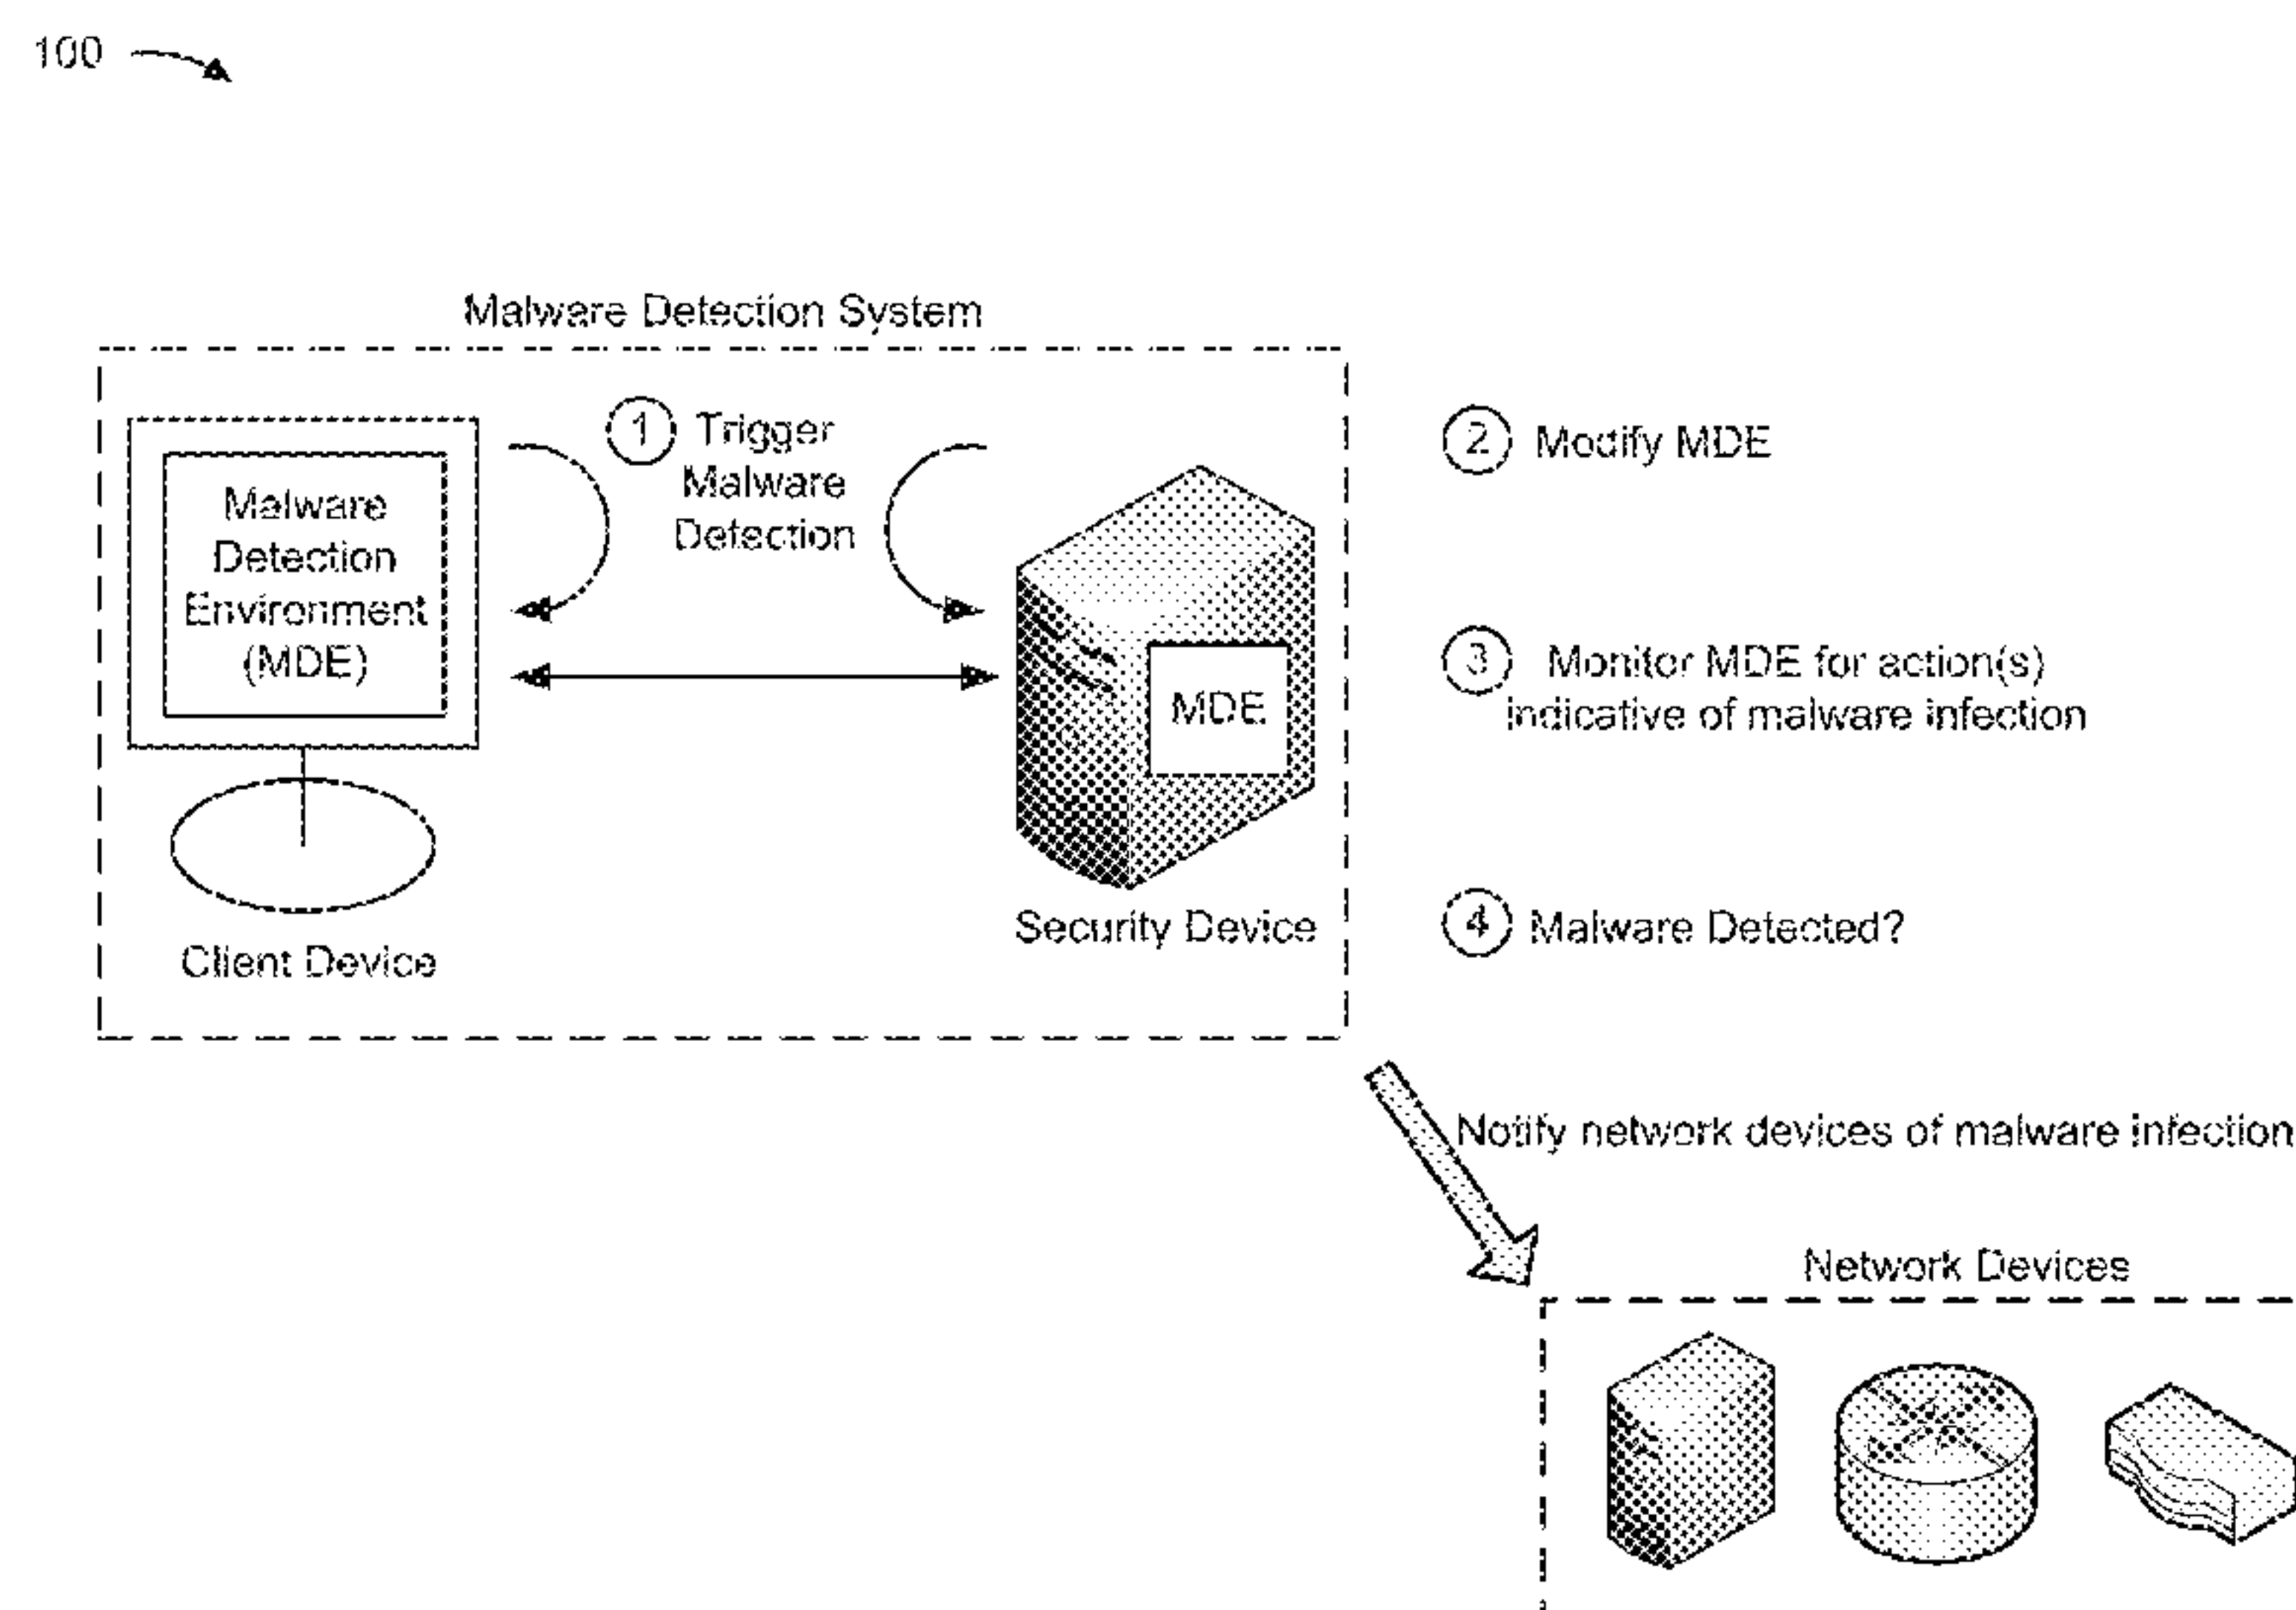 100
Malware Detection System
1 Trigger
Malware
Detection
Malware
Detection
Environment
(MDE)
MDE
Client Device
Security Device
2 Modify MDE
3 Monitor MDE for action(s)
indicative of malware infection
4 Malware Detected?
Notify network devices of malware infection
Network Devices